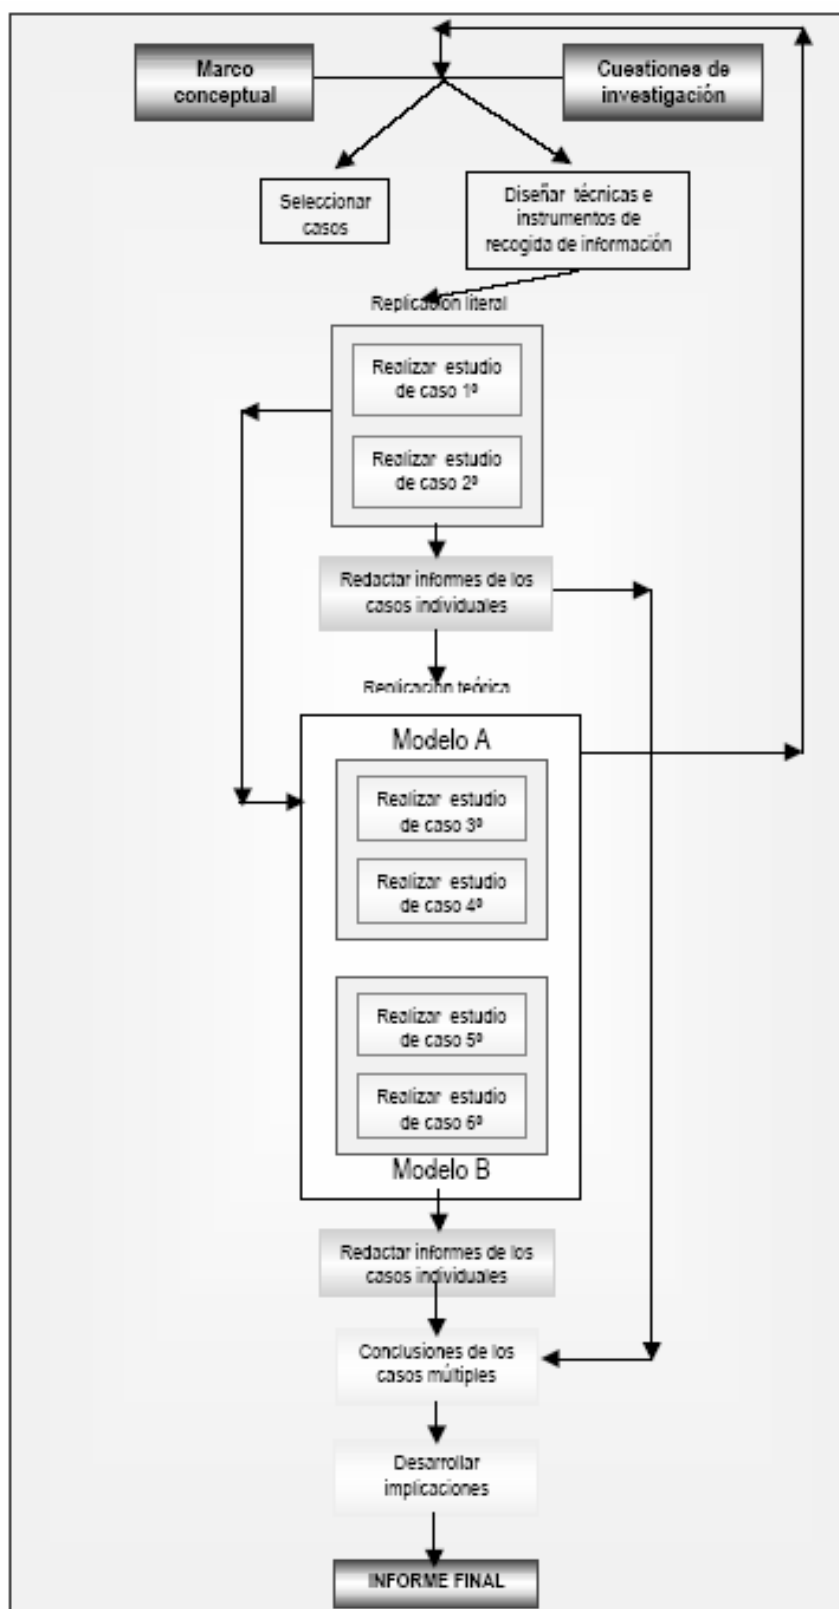 Marco
conceptual
Cuestiones de
investigación
Seleccionar
casos
Diseñar técnicas e
instrumentos de
recogida de información
Replicación literal
Realizar estudio
de caso 1º
Realizar estudio
de caso 2º
Redactar informes de los
casos individuales
Replicación teórica
Modelo A
Realizar estudio
de caso 3º
Realizar estudio
de caso 4º
Realizar estudio
de caso 5º
Realizar estudio
de caso 6º
Modelo B
Redactar informes de los
casos individuales
Conclusiones de los
casos múltiples
Desarrollar
implicaciones
INFORME FINAL